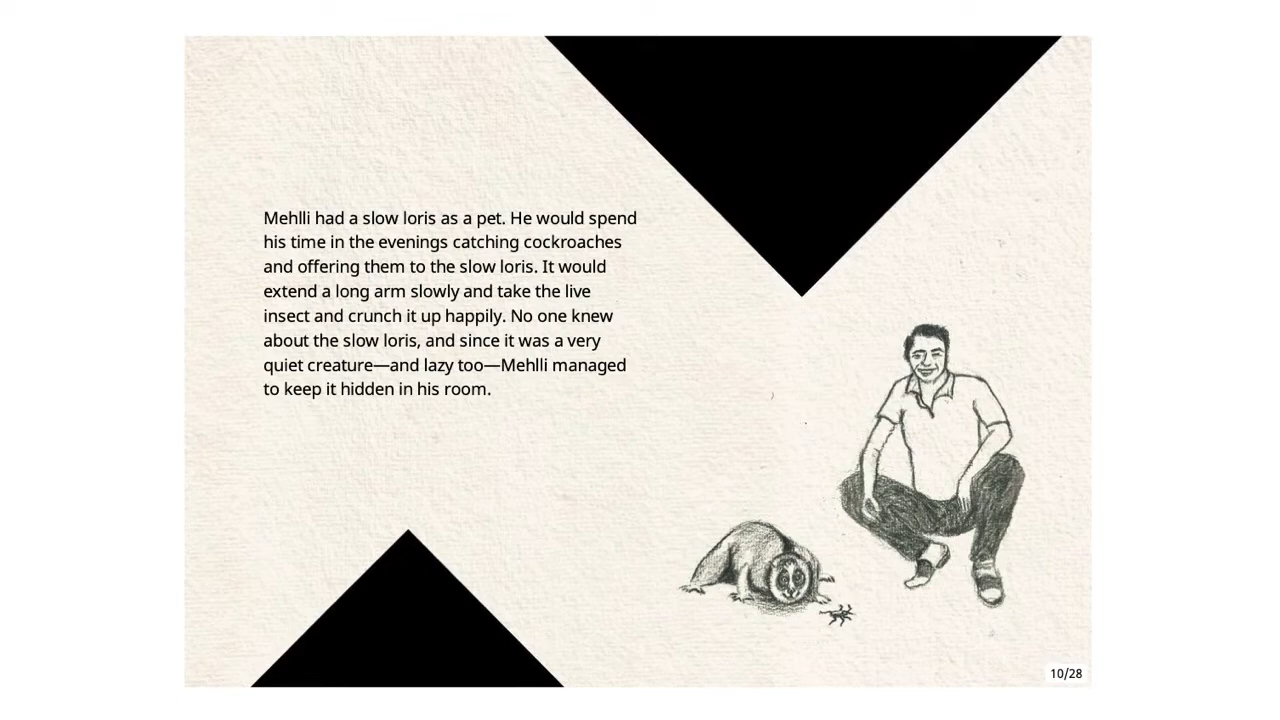 Mehlli had a slow loris as a pet. He would spend
his time in the evenings catching cockroaches
and offering them to the slow loris. It would
extend a long arm slowly and take the live
insect and crunch it up happily. No one knew
about the slow loris, and since it was a very
quiet creature—and lazy too—Mehlli managed
to keep it hidden in his room.
10/28